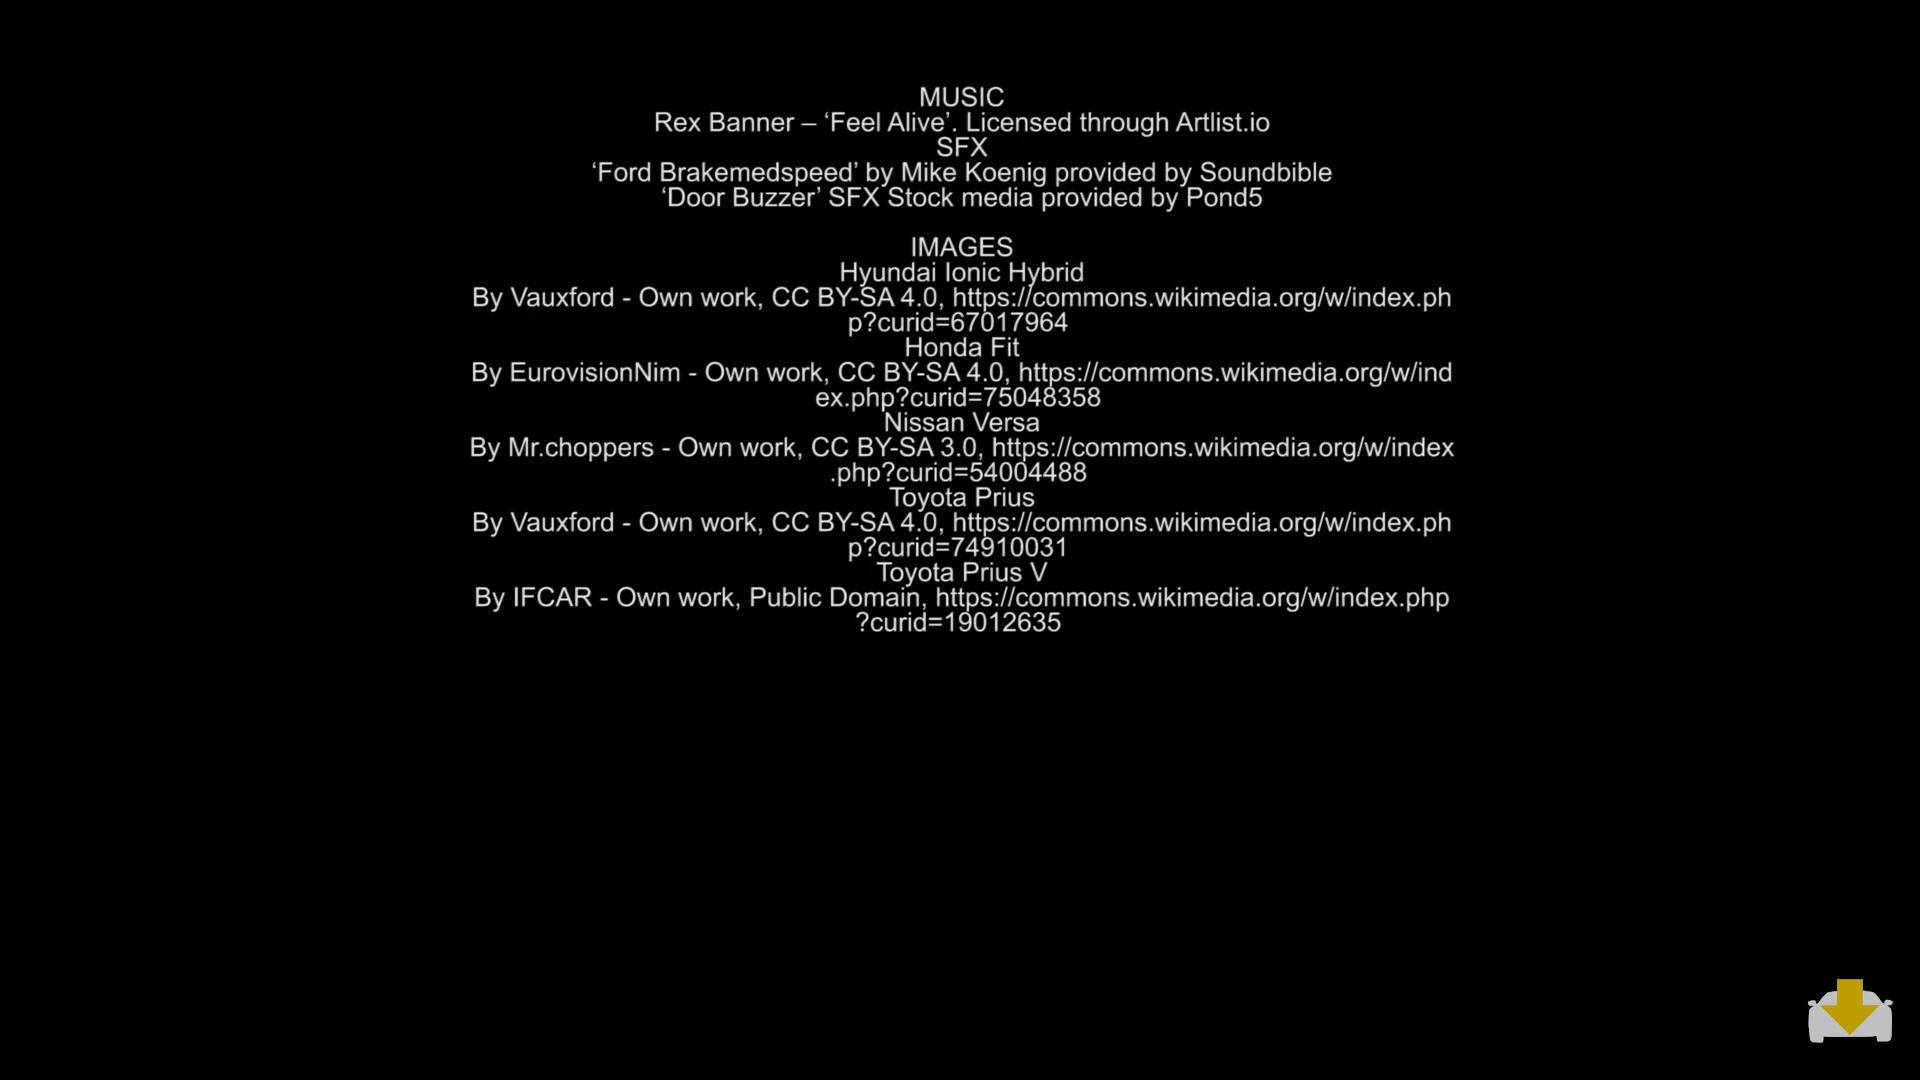 MUSIC
Rex Banner – ‘Feel Alive’. Licensed through Artlist.io
SFX
‘Ford Brakemedspeed’ by Mike Koenig provided by Soundbible
‘Door Buzzer’ SFX Stock media provided by Pond5
IMAGES
Hyundai Ionic Hybrid
By Vauxford - Own work, CC BY-SA 4.0, https://commons.wikimedia.org/w/index.ph
p?curid=67017964
Honda Fit
By EurovisionNim - Own work, CC BY-SA 4.0, https://commons.wikimedia.org/w/ind
ex.php?curid=75048358
Nissan Versa
By Mr.choppers - Own work, CC BY-SA 3.0, https://commons.wikimedia.org/w/index
.php?curid=54004488
Toyota Prius
By Vauxford - Own work, CC BY-SA 4.0, https://commons.wikimedia.org/w/index.ph
p?curid=74910031
Toyota Prius V
By IFCAR - Own work, Public Domain, https://commons.wikimedia.org/w/index.php
?curid=19012635